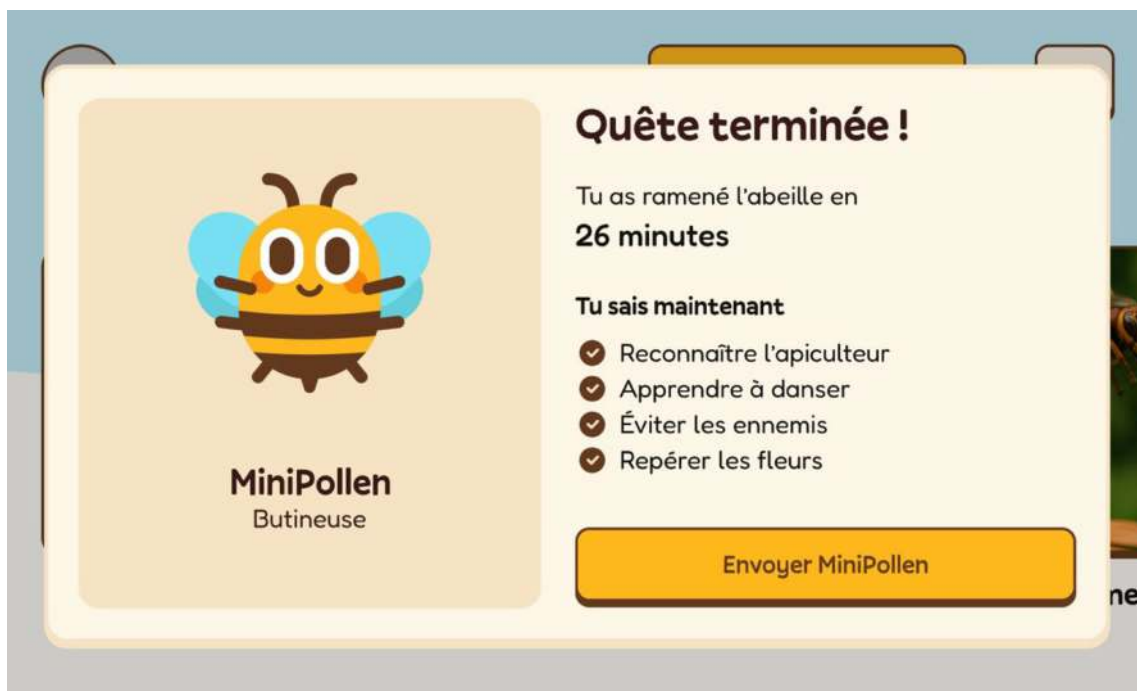 MiniPollen
Butineuse
Quête terminée !
Tu as ramené l'abeille en
26 minutes
Tu sais maintenant
Reconnaître l'apiculteur
Apprendre à danser
Éviter les ennemis
Repérer les fleurs
Envoyer MiniPollen